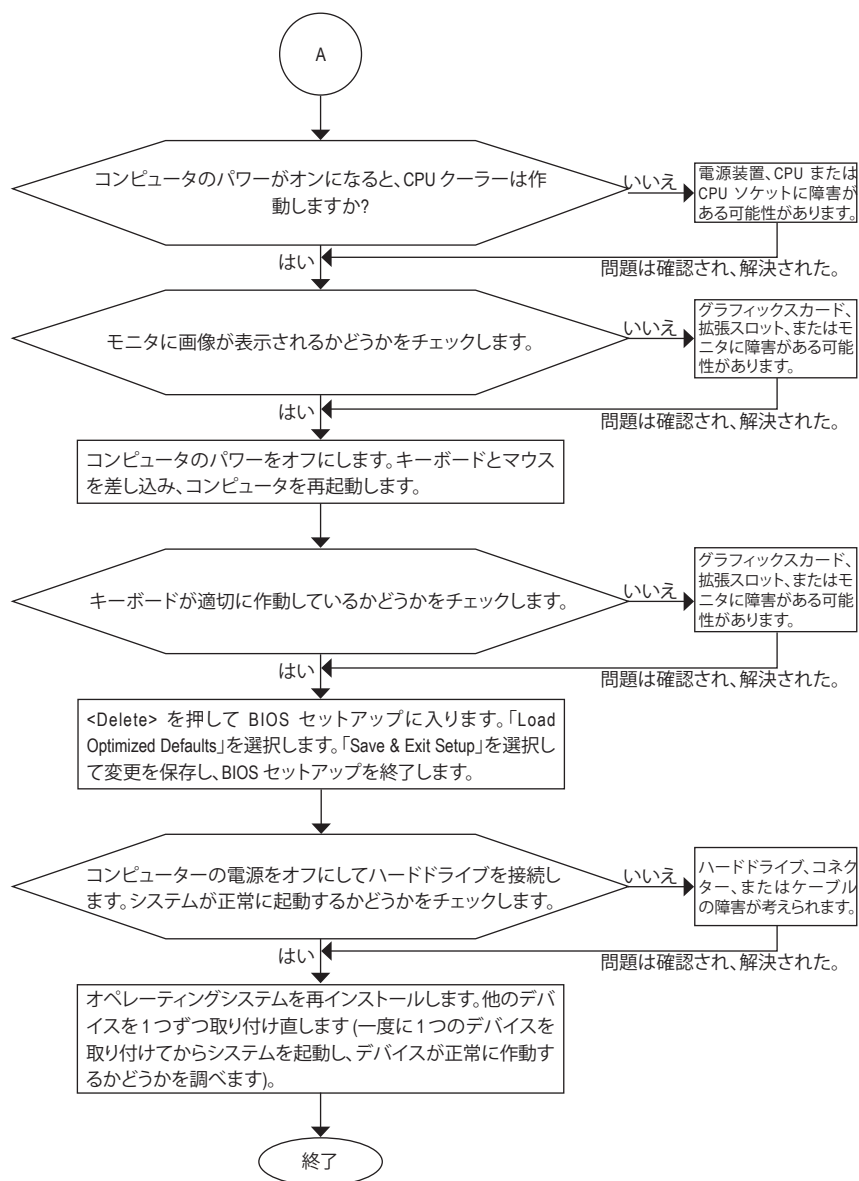 A
コンピュータのパワーがオンになると、CPU クーラーは作
動しますか?
いいえ
電源装置、CPU または
CPU ソケットに障害が
ある可能性があります。
はい
問題は確認され、解決された。
モニタに画像が表示されるかどうかをチェックします。
いいえ
グラフィックスカード、
拡張スロット、またはモ
ニタに障害がある可能
性があります。
はい
問題は確認され、解決された。
コンピュータのパワーをオフにします。キーボードとマウス
を差し込み、コンピュータを再起動します。
キーボードが適切に作動しているかどうかをチェックします。
いいえ
グラフィックスカード、
拡張スロット、またはモ
ニタに障害がある可能
性があります。
はい
問題は確認され、解決された。
<Delete> を押して BIOS セットアップに入ります。「Load
Optimized Defaults」を選択します。「Save & Exit Setup」を選択し
て変更を保存し、BIOS セットアップを終了します。
コンピューターの電源をオフにしてハードドライブを接続し
ます。システムが正常に起動するかどうかをチェックします。
いいえ
ハードドライブ、コネク
ター、またはケーブル
の障害が考えられます。
はい
問題は確認され、解決された。
オペレーティングシステムを再インストールします。他のデバ
イスを1つずつ取り付け直します (一度に1つのデバイスを
取り付けてからシステムを起動し、デバイスが正常に作動す
るかどうかを調べます)。
終了